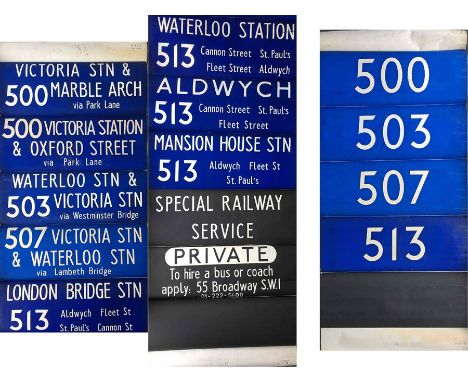 VICTORIA STN &
500 MARBLE ARCH
via Park Lane
500 VICTORIA STATION
& OXFORD STREET
via Park Lane
WATERLOO STN &
503 VICTORIA STN
via Westminster Bridge
507 VICTORIA STN
& WATERLOO STN
via Lambeth Bridge
LONDON BRIDGE STN
513 Aldwych Fleet St
St. Paul's Cannon St
WATERLOO STATION
513 Cannon Street St. Paul's
Fleet Street Aldwych
ALDWYCH
513 Cannon Street St. Paul's
Fleet Street
MANSION HOUSE STN
513 Aldwych Fleet St
St. Paul's
SPECIAL RAILWAY
SERVICE
PRIVATE
To hire a bus or coach
apply: 55 Broadway S.W.1
01-222-5600
500
503
507
513